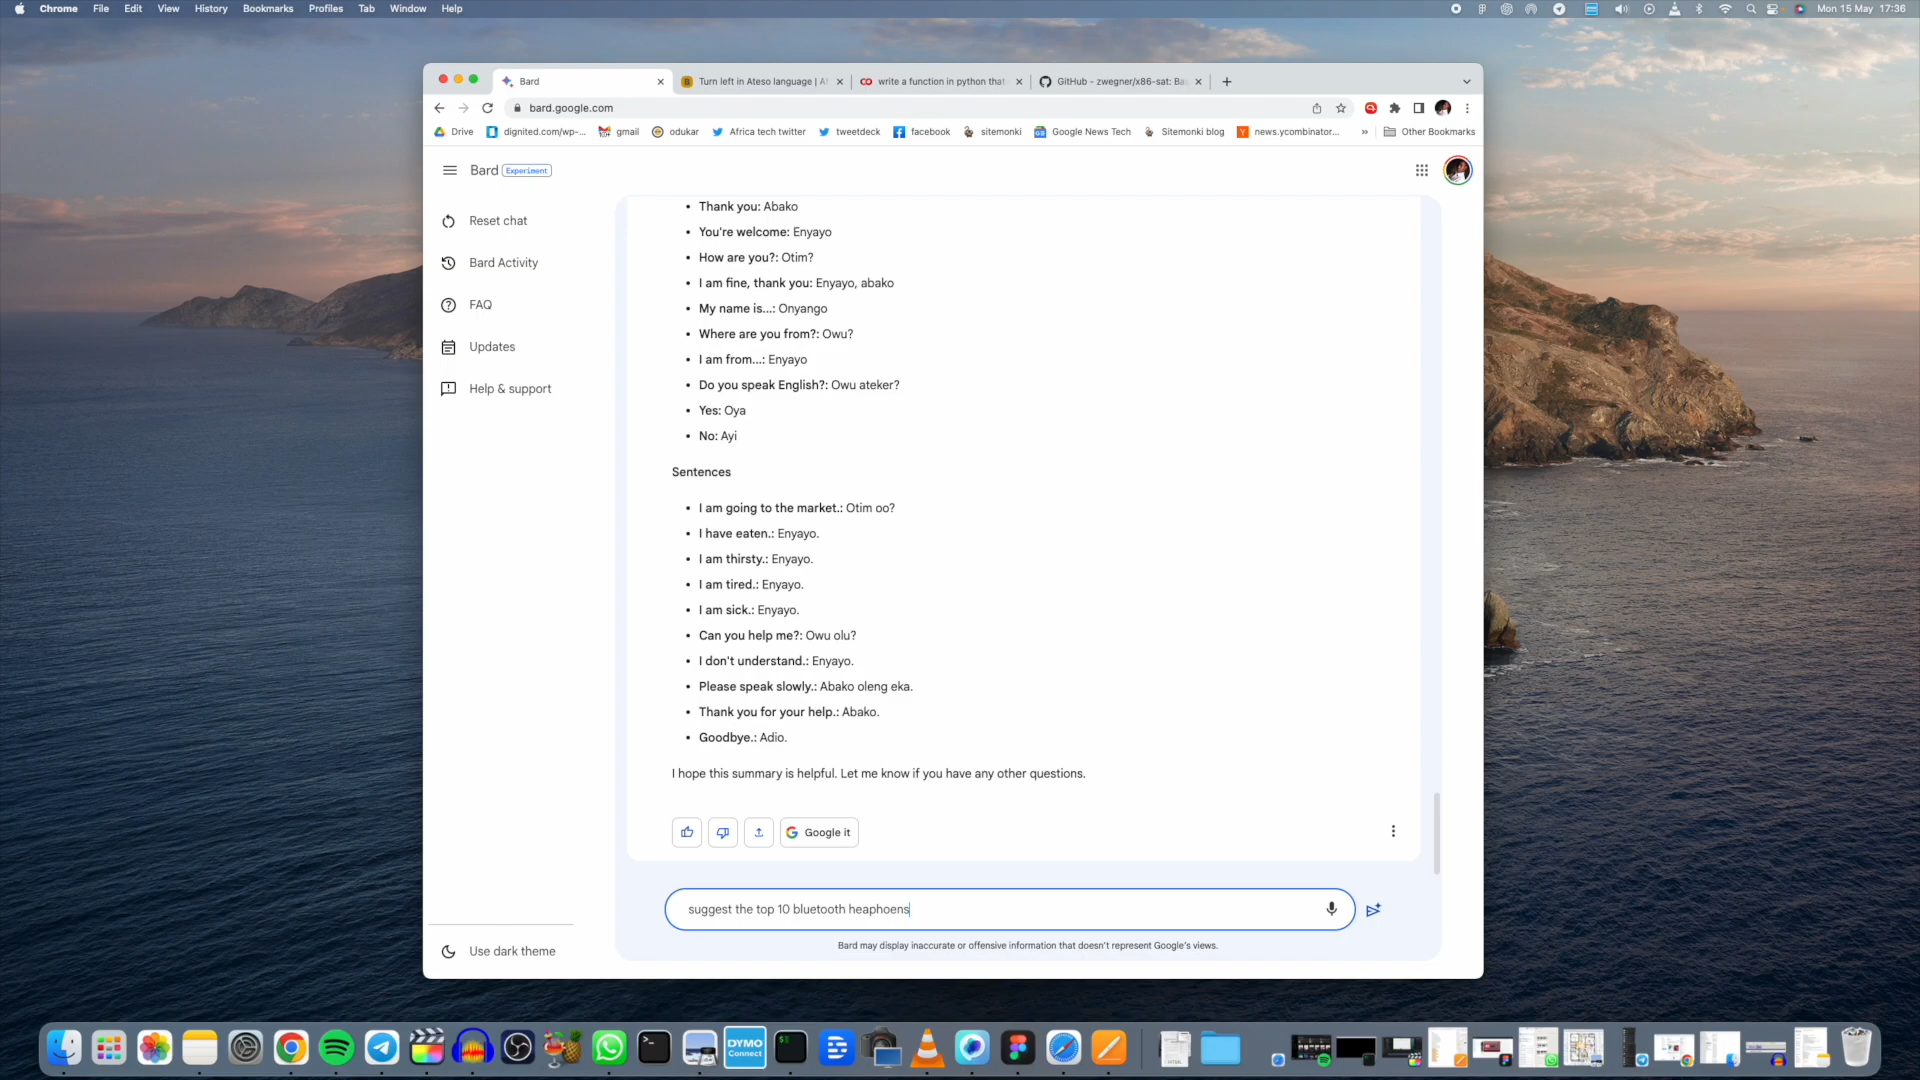 Chrome File Edit View History Bookmarks Profiles Tab Window Help
Mon 15 May 17:36
Bard
Turn left in Ateso language | A
write a function in python that
GitHub - zwegner/x86-sat: Ba
bard.google.com
Drive
dignited.com/wp-...
gmail
odukar
Africa tech twitter
tweetdeck
facebook
sitemonki
Google News Tech
Sitemonki blog
news.ycombinator...
»
Other Bookmarks
Bard Experiment
Reset chat
Bard Activity
FAQ
Updates
Help & support
• Thank you: Abako
• You're welcome: Enyayo
• How are you?: Otim?
• I am fine, thank you: Enyayo, abako
• My name is...: Onyango
• Where are you from?: Owu?
• I am from...: Enyayo
• Do you speak English?: Owu ateker?
• Yes: Oya
• No: Ayi
Sentences
• I am going to the market.: Otim oo?
• I have eaten.: Enyayo.
• I am thirsty.: Enyayo.
• I am tired.: Enyayo.
• I am sick.: Enyayo.
• Can you help me?: Owu olu?
• I don't understand.: Enyayo.
• Please speak slowly.: Abako oleng eka.
• Thank you for your help.: Abako.
• Goodbye.: Adio.
I hope this summary is helpful. Let me know if you have any other questions.
Google it
suggest the top 10 bluetooth heaphoens
Bard may display inaccurate or offensive information that doesn't represent Google's views.
Use dark theme
DYMO
Connect